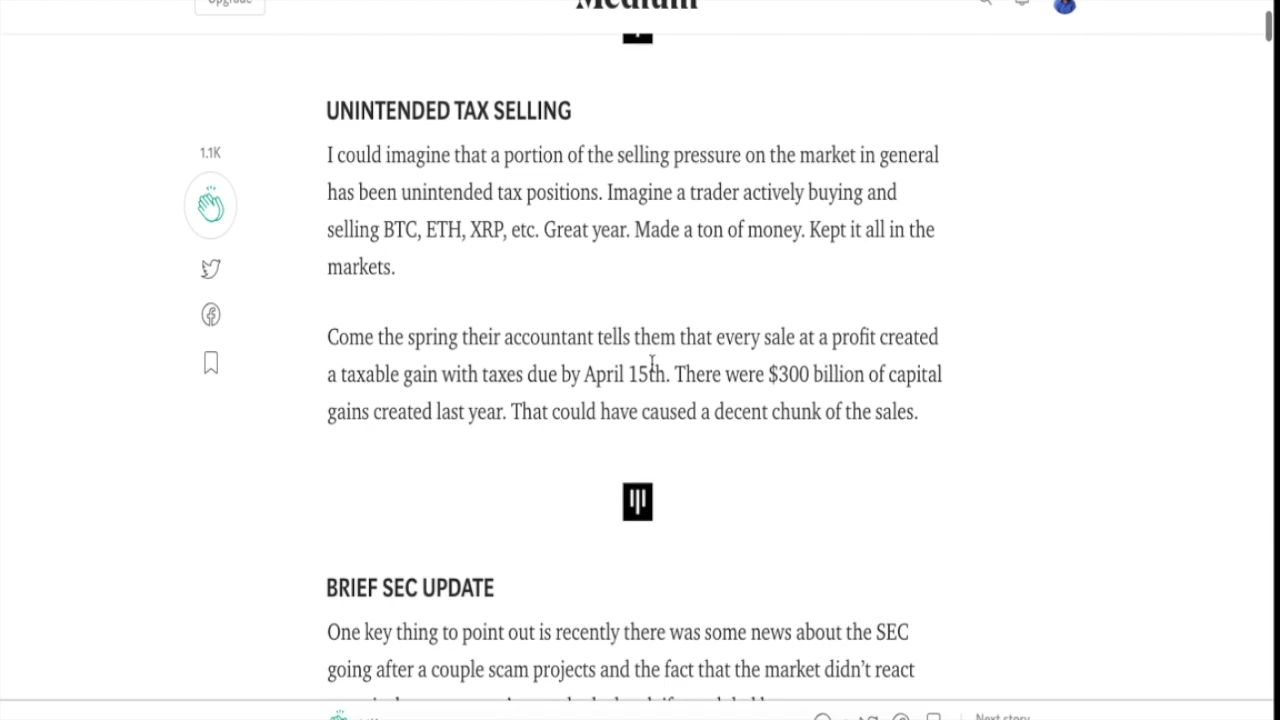 Upgrade
Medium
UNINTENDED TAX SELLING
1.1K
I could imagine that a portion of the selling pressure on the market in general
has been unintended tax positions. Imagine a trader actively buying and
selling BTC, ETH, XRP, etc. Great year. Made a ton of money. Kept it all in the
markets.
Come the spring their accountant tells them that every sale at a profit created
a taxable gain with taxes due by April 15th. There were $300 billion of capital
gains created last year. That could have caused a decent chunk of the sales.
BRIEF SEC UPDATE
One key thing to point out is recently there was some news about the SEC
going after a couple scam projects and the fact that the market didn't react
Next story